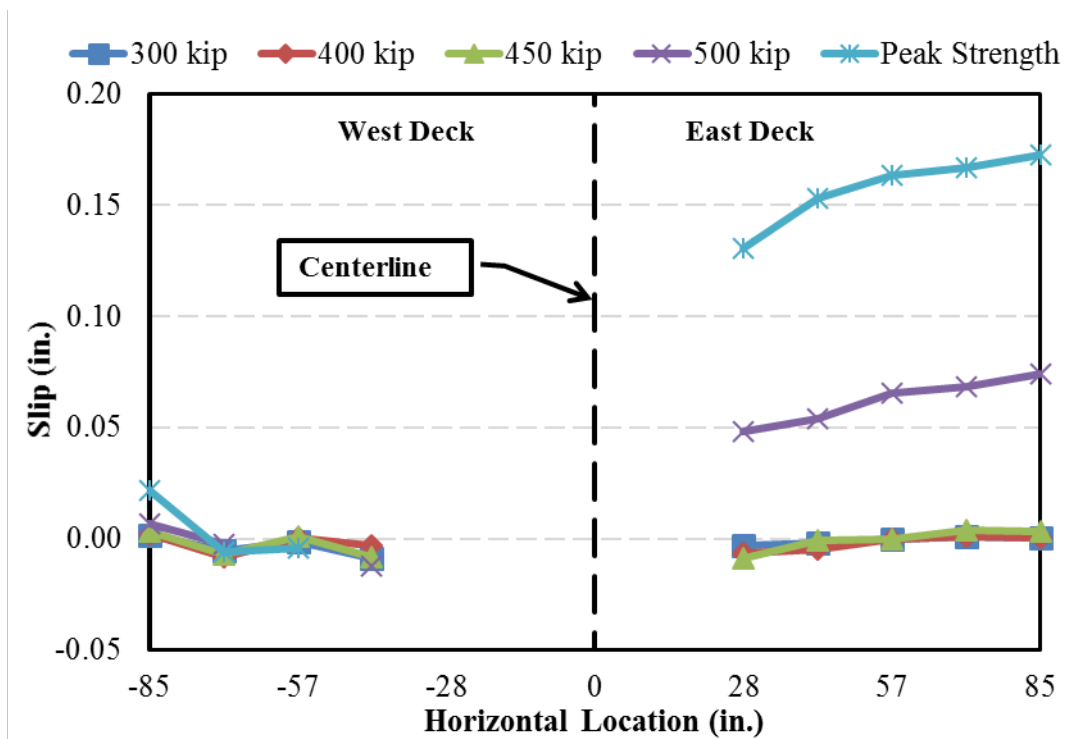 300 kip 400 kip 450 kip 500 kip Peak Strength
0.20
West Deck East Deck
0.15
Centerline
0.10
Slip (in.)
0.05
0.00
-0.05
-85 -57 -28 0 28 57 85
Horizontal Location (in.)